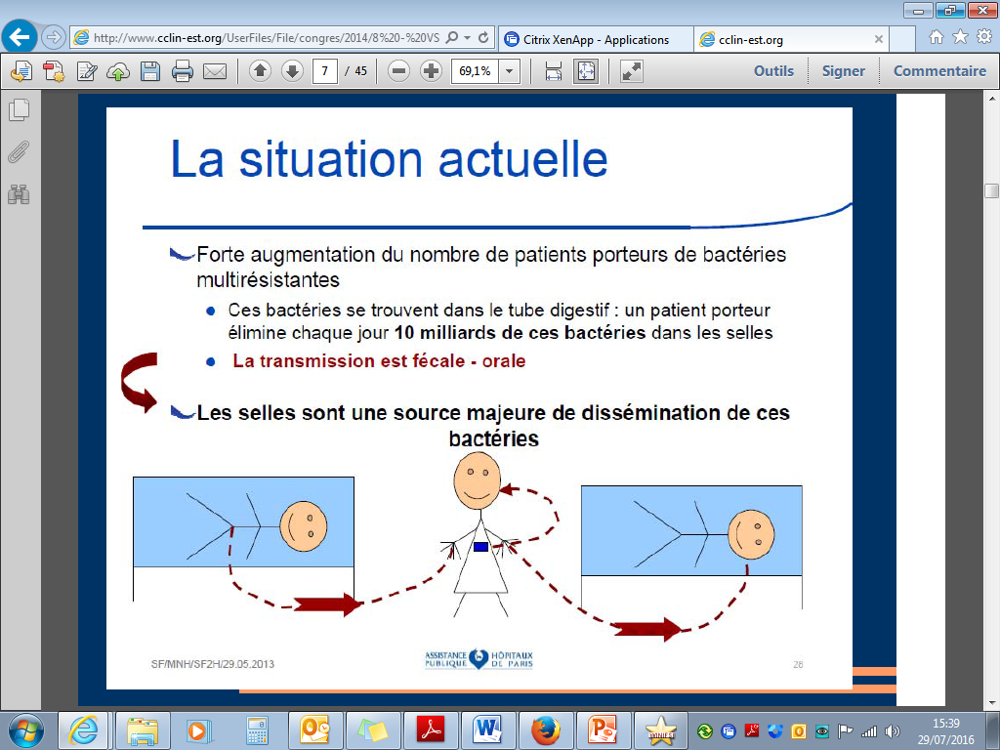 http://www.cclin-est.org/UserFiles/File/congres/2014/8%20-%20VS
Citrix XenApp - Applications
cclin-est.org
7 / 45
69,1%
Outils
Signer
Commentaire
La situation actuelle
Forte augmentation du nombre de patients porteurs de bactéries
multirésistantes
Ces bactéries se trouvent dans le tube digestif : un patient porteur
élimine chaque jour 10 milliards de ces bactéries dans les selles
La transmission est fécale - orale
Les selles sont une source majeure de dissémination de ces
bactéries
SF/MNH/SF2H/29.05.2013
ASSISTANCE HÔPITAUX
PUBLIQUE DE PARIS
28
15:39
29/07/2016